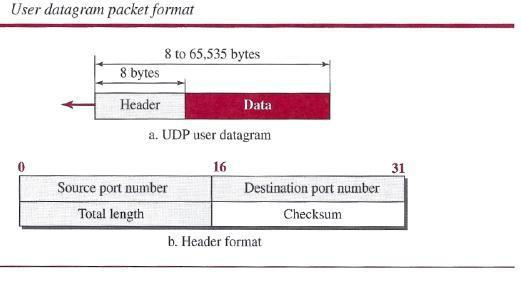 User datagram packet format
8 to 65,535 bytes
8 bytes
Header Data
a. UDP user datagram
0 16 31
Source port number Destination port number
Total length Checksum
b. Header format